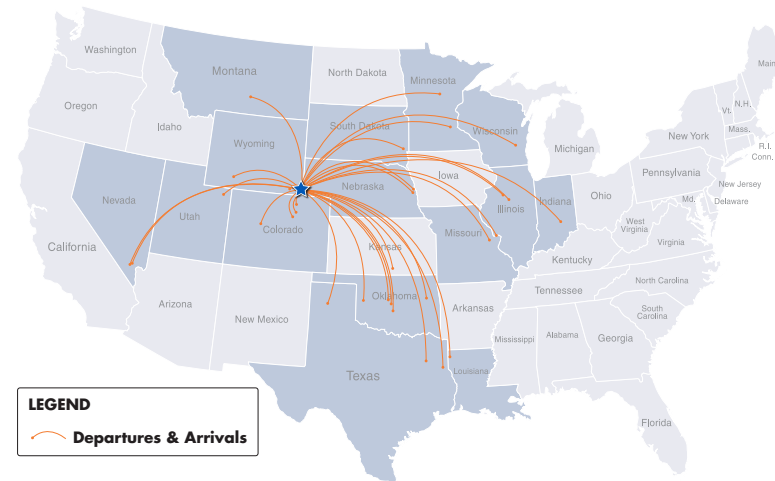 Washington
Montana
North Dakota
Minnesota
Oregon
Idaho
Wyoming
South Dakota
Wisconsin
Michigan
New York
Vt.
N.H.
Mass.
R.I.
Conn.
Nevada
Utah
Colorado
Nebraska
Iowa
Illinois
Indiana
Ohio
Pennsylvania
New Jersey
Md.
Delaware
West
Virginia
Virginia
California
Kansas
Missouri
Kentucky
Arizona
New Mexico
Oklahoma
Arkansas
Tennessee
North Carolina
South
Carolina
Texas
Louisiana
Mississippi
Alabama
Georgia
Florida
LEGEND
Departures & Arrivals